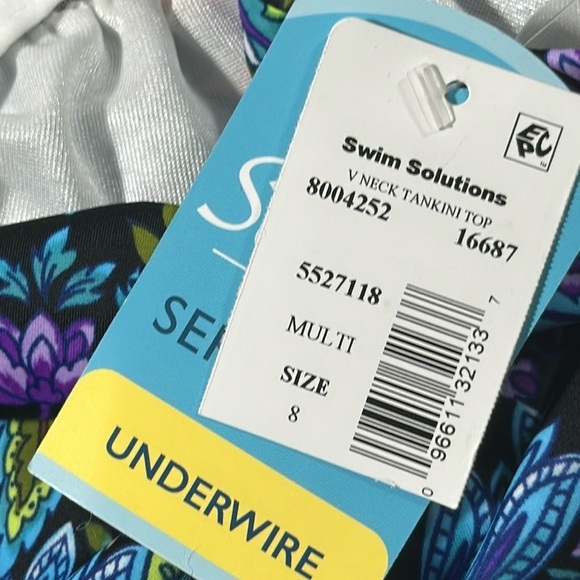 EPC
Swim Solutions
V NECK TANKINI TOP
8004252 16687
5527118
MULTI
SIZE
8
0 96611 32133 7
UNDERWIRE